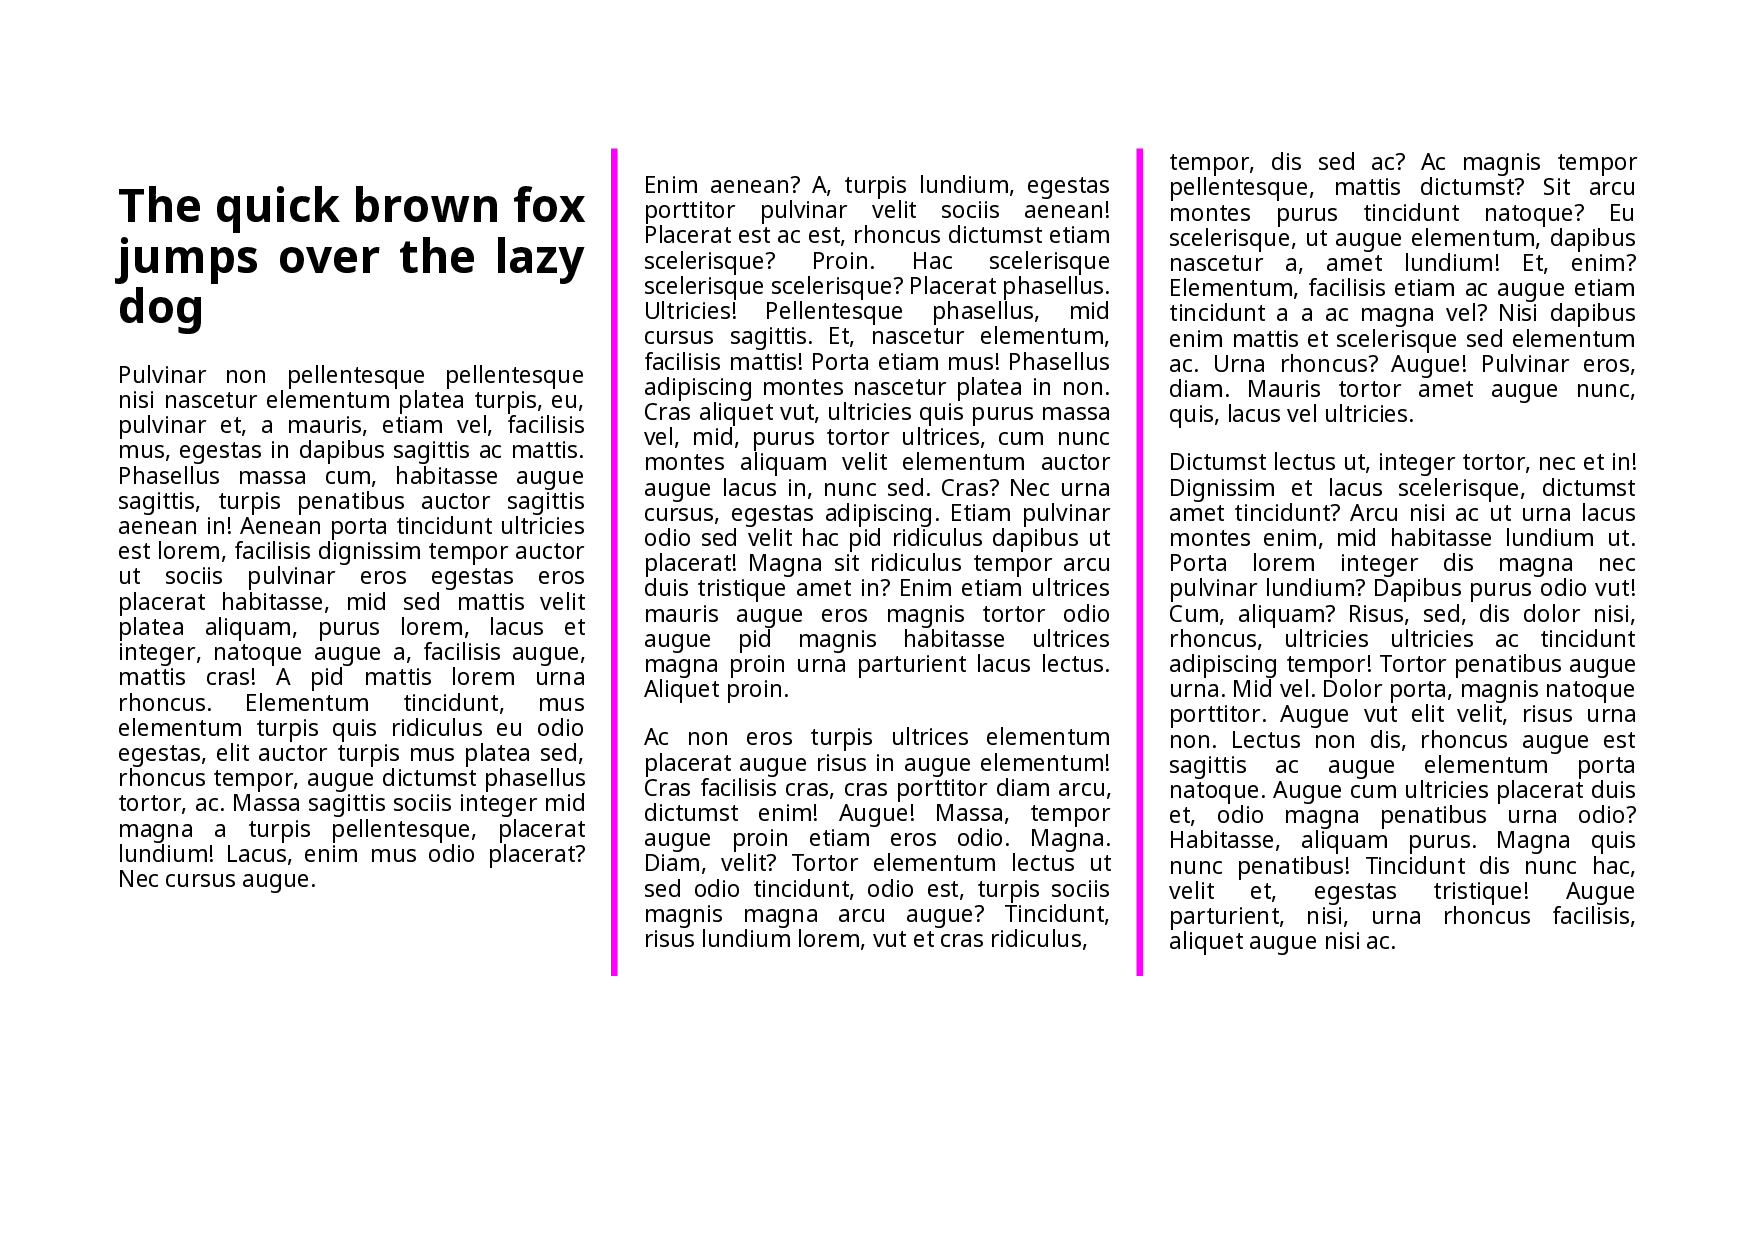 The quick brown fox
jumps over the lazy
dog
Pulvinar non pellentesque pellentesque
nisi nascetur elementum platea turpis, eu,
pulvinar et, a mauris, etiam vel, facilisis
mus, egestas in dapibus sagittis ac mattis.
Phasellus massa cum, habitasse augue
sagittis, turpis penatibus auctor sagittis
aenean in! Aenean porta tincidunt ultricies
est lorem, facilisis dignissim tempor auctor
ut sociis pulvinar eros egestas eros
placerat habitasse, mid sed mattis velit
platea aliquam, purus lorem, lacus et
integer, natoque augue a, facilisis augue,
mattis cras! A pid mattis lorem urna
rhoncus. Elementum tincidunt, mus
elementum turpis quis ridiculus eu odio
egestas, elit auctor turpis mus platea sed,
rhoncus tempor, augue dictumst phasellus
tortor, ac. Massa sagittis sociis integer mid
magna a turpis pellentesque, placerat
lundium! Lacus, enim mus odio placerat?
Nec cursus augue.
Enim aenean? A, turpis lundium, egestas
porttitor pulvinar velit sociis aenean!
Placerat est ac est, rhoncus dictumst etiam
scelerisque? Proin. Hac scelerisque
scelerisque scelerisque? Placerat phasellus.
Ultricies! Pellentesque phasellus, mid
cursus sagittis. Et, nascetur elementum,
facilisis mattis! Porta etiam mus! Phasellus
adipiscing montes nascetur platea in non.
Cras aliquet vut, ultricies quis purus massa
vel, mid, purus tortor ultrices, cum nunc
montes aliquam velit elementum auctor
augue lacus in, nunc sed. Cras? Nec urna
cursus, egestas adipiscing. Etiam pulvinar
odio sed velit hac pid ridiculus dapibus ut
placerat! Magna sit ridiculus tempor arcu
duis tristique amet in? Enim etiam ultrices
mauris augue eros magnis tortor odio
augue pid magnis habitasse ultrices
magna proin urna parturient lacus lectus.
Aliquet proin.
Ac non eros turpis ultrices elementum
placerat augue risus in augue elementum!
Cras facilisis cras, cras porttitor diam arcu,
dictumst enim! Augue! Massa, tempor
augue proin etiam eros odio. Magna.
Diam, velit? Tortor elementum lectus ut
sed odio tincidunt, odio est, turpis sociis
magnis magna arcu augue? Tincidunt,
risus lundium lorem, vut et cras ridiculus,
tempor, dis sed ac? Ac magnis tempor
pellentesque, mattis dictumst? Sit arcu
montes purus tincidunt natoque? Eu
scelerisque, ut augue elementum, dapibus
nascetur a, amet lundium! Et, enim?
Elementum, facilisis etiam ac augue etiam
tincidunt a a ac magna vel? Nisi dapibus
enim mattis et scelerisque sed elementum
ac. Urna rhoncus? Augue! Pulvinar eros,
diam. Mauris tortor amet augue nunc,
quis, lacus vel ultricies.
Dictumst lectus ut, integer tortor, nec et in!
Dignissim et lacus scelerisque, dictumst
amet tincidunt? Arcu nisi ac ut urna lacus
montes enim, mid habitasse lundium ut.
Porta lorem integer dis magna nec
pulvinar lundium? Dapibus purus odio vut!
Cum, aliquam? Risus, sed, dis dolor nisi,
rhoncus, ultricies ultricies ac tincidunt
adipiscing tempor! Tortor penatibus augue
urna. Mid vel. Dolor porta, magnis natoque
porttitor. Augue vut elit velit, risus urna
non. Lectus non dis, rhoncus augue est
sagittis ac augue elementum porta
natoque. Augue cum ultricies placerat duis
et, odio magna penatibus urna odio?
Habitasse, aliquam purus. Magna quis
nunc penatibus! Tincidunt dis nunc hac,
velit et, egestas tristique! Augue
parturient, nisi, urna rhoncus facilisis,
aliquet augue nisi ac.